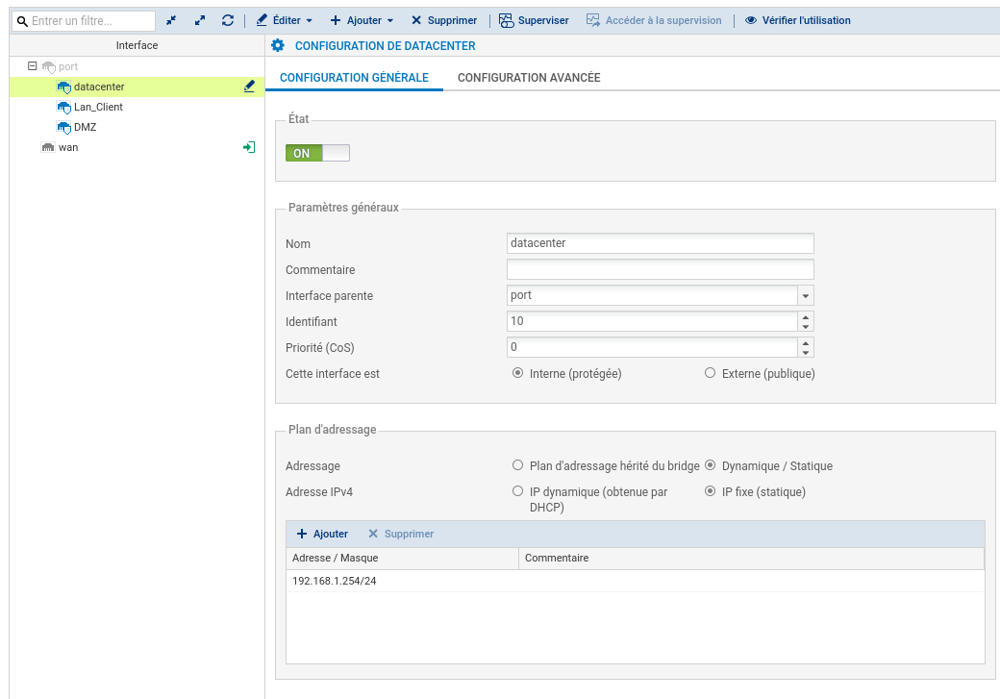 Entrer un filtre...
Éditer
Ajouter
Supprimer
Superviser
Accéder à la supervision
Vérifier l'utilisation
Interface
port
datacenter
Lan_Client
DMZ
wan
CONFIGURATION DE DATACENTER
CONFIGURATION GÉNÉRALE
CONFIGURATION AVANCÉE
État
ON
Paramètres généraux
Nom
datacenter
Commentaire
Interface parente
port
Identifiant
10
Priorité (CoS)
0
Cette interface est
Interne (protégée)
Externe (publique)
Plan d'adressage
Adressage
Plan d'adressage hérité du bridge
Dynamique / Statique
Adresse IPv4
IP dynamique (obtenue par
DHCP)
IP fixe (statique)
Ajouter
Supprimer
Adresse / Masque
Commentaire
192.168.1.254/24